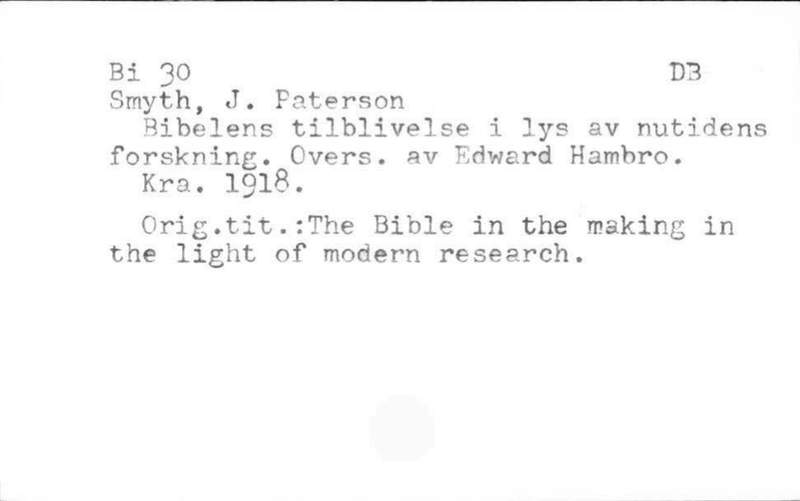 Bi 30 DB
Smyth, J. Paterson
Bibelens tilblivelse i lys av nutidens
forskning. Overs. av Edward Hambro.
Kra. 1918.
Orig.tit.:The Bible in the making in
the light of modern research.